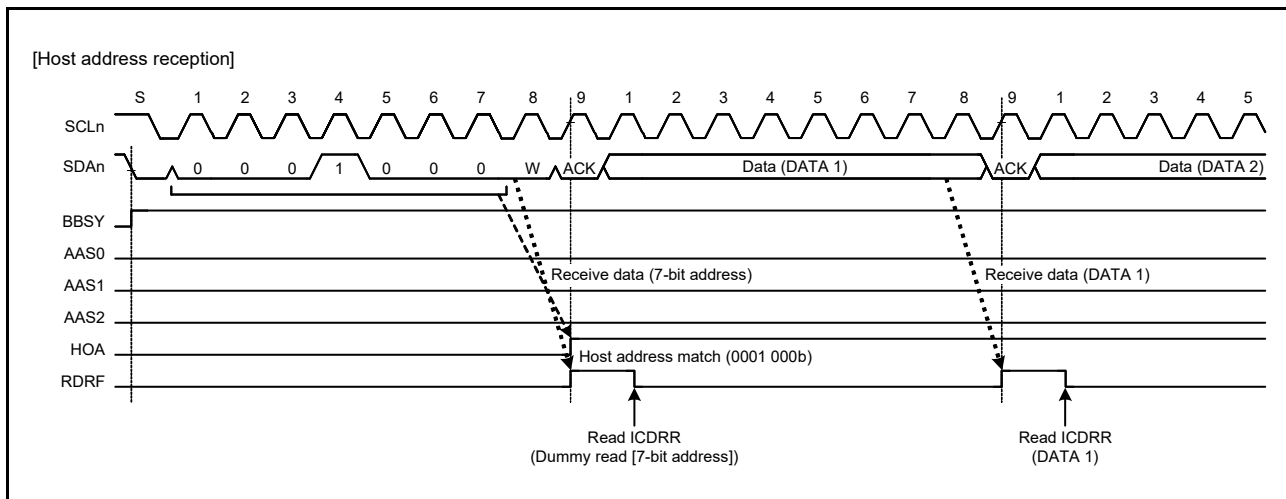 [Host address reception]
S 1 2 3 4 5 6 7 8 9 1 2 3 4 5 6 7 8 9 1 2 3 4 5
SCLn
SDAn 0 0 0 1 0 0 0 W ACK Data (DATA 1) ACK Data (DATA 2)
BBSY
AAS0
AAS1 Receive data (7-bit address) Receive data (DATA 1)
AAS2
HOA Host address match (0001 000b)
RDRF
Read ICDRR Read ICDRR
(Dummy read [7-bit address]) (DATA 1)